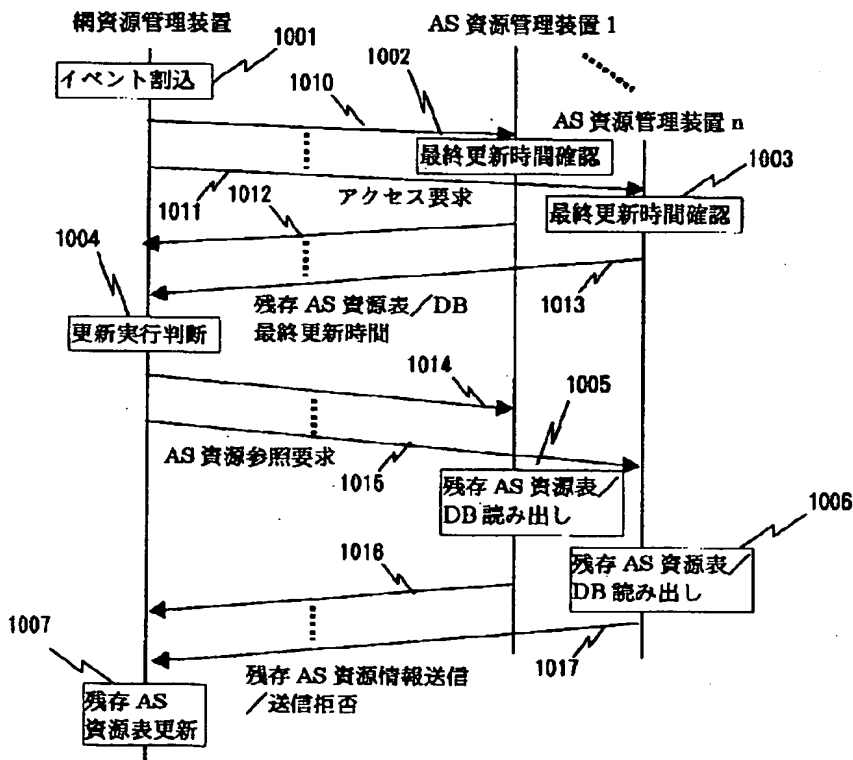 網資源管理装置
AS 資源管理装置 1
1001
イベント割込
1002
1010
AS 資源管理装置 n
最終更新時間確認
1003
1011
1012
アクセス要求
最終更新時間確認
1004
1013
残存 AS 資源表/DB
最終更新時間
更新実行判断
1014
1005
AS 資源参照要求
1015
残存 AS 資源表/
DB 読み出し
1006
1016
残存 AS 資源表/
DB 読み出し
1007
1017
残存 AS 資源情報送信
/送信拒否
残存 AS
資源表更新